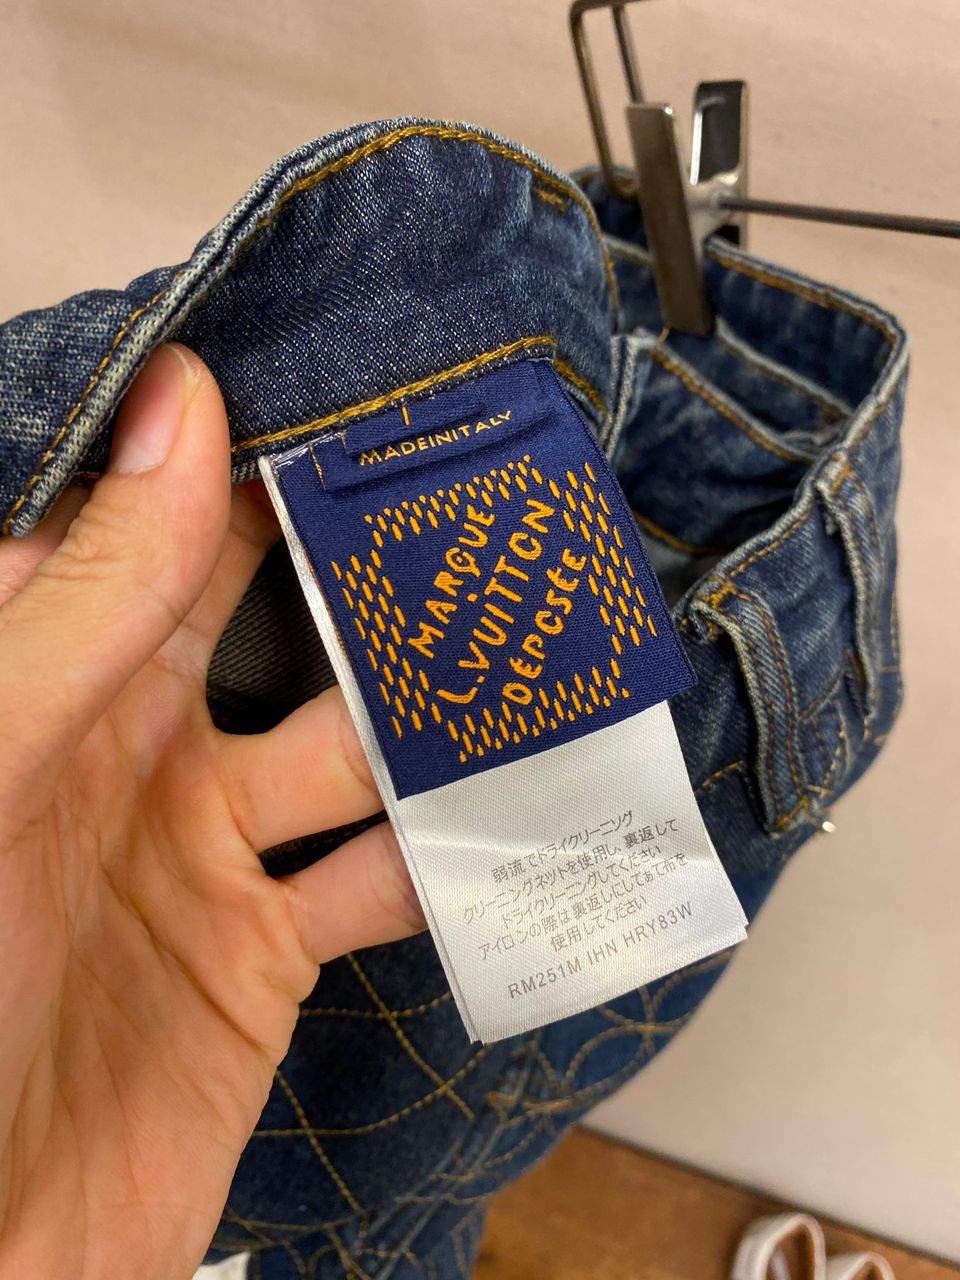 MADEINITALY
MARQUE
L.VUITTON
DÉPOSÉE
弱流でドライクリーニング
クリーニングネットを使用し、裏返して
ドライクリーニングしてください
アイロンの際は裏返しにしてあて布を
使用してください
RM251M IHN HRY83W